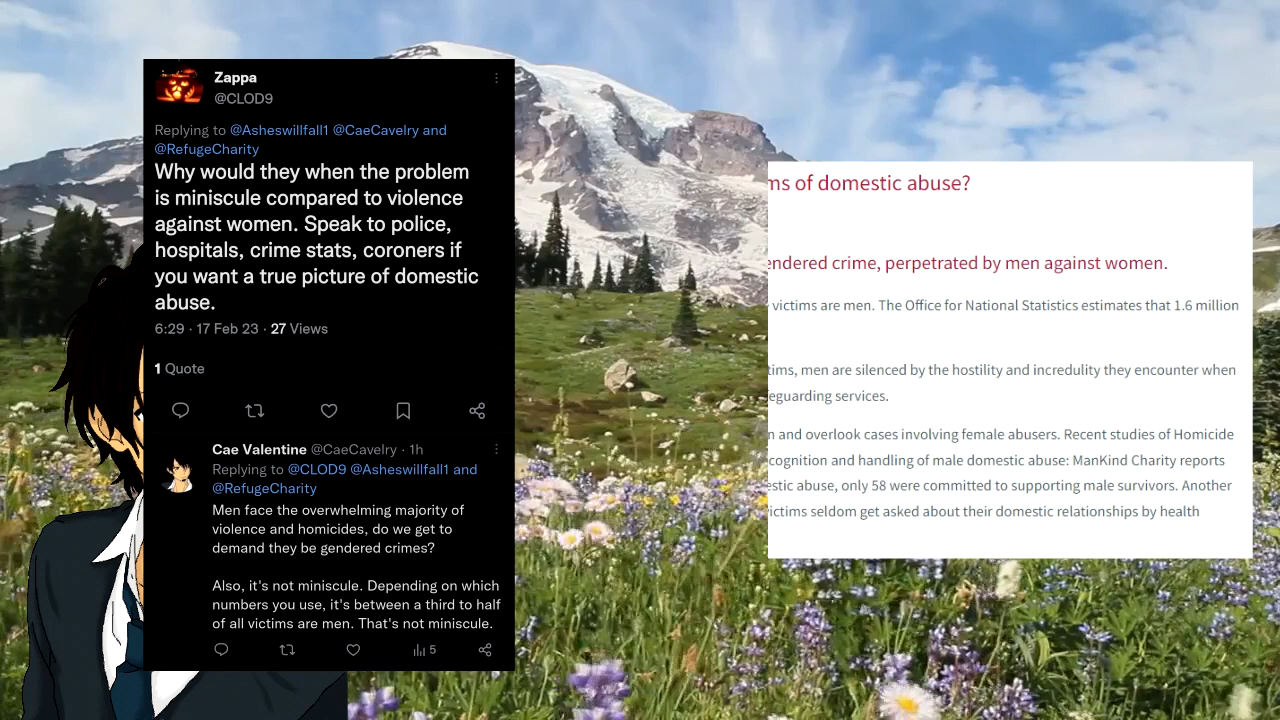 Zappa
@CLOD9
Replying to @Asheswillfall1 @CaeCavelry and
@RefugeCharity
Why would they when the problem
is miniscule compared to violence
against women. Speak to police,
hospitals, crime stats, coroners if
you want a true picture of domestic
abuse.
6:29 · 17 Feb 23 · 27 Views
1 Quote
Cae Valentine @CaeCavelry · 1h
Replying to @CLOD9 @Asheswillfall1 and
@RefugeCharity
Men face the overwhelming majority of
violence and homicides, do we get to
demand they be gendered crimes?
Also, it's not miniscule. Depending on which
numbers you use, it's between a third to half
of all victims are men. That's not miniscule.
5
of domestic abuse?
crime, perpetrated by men against women.
victims are men. The Office for National Statistics estimates that 1.6 million
men are silenced by the hostility and incredulity they encounter when
services.
and overlook cases involving female abusers. Recent studies of Homicide
and handling of male domestic abuse: ManKind Charity reports
abuse, only 58 were committed to supporting male survivors. Another
seldom get asked about their domestic relationships by health